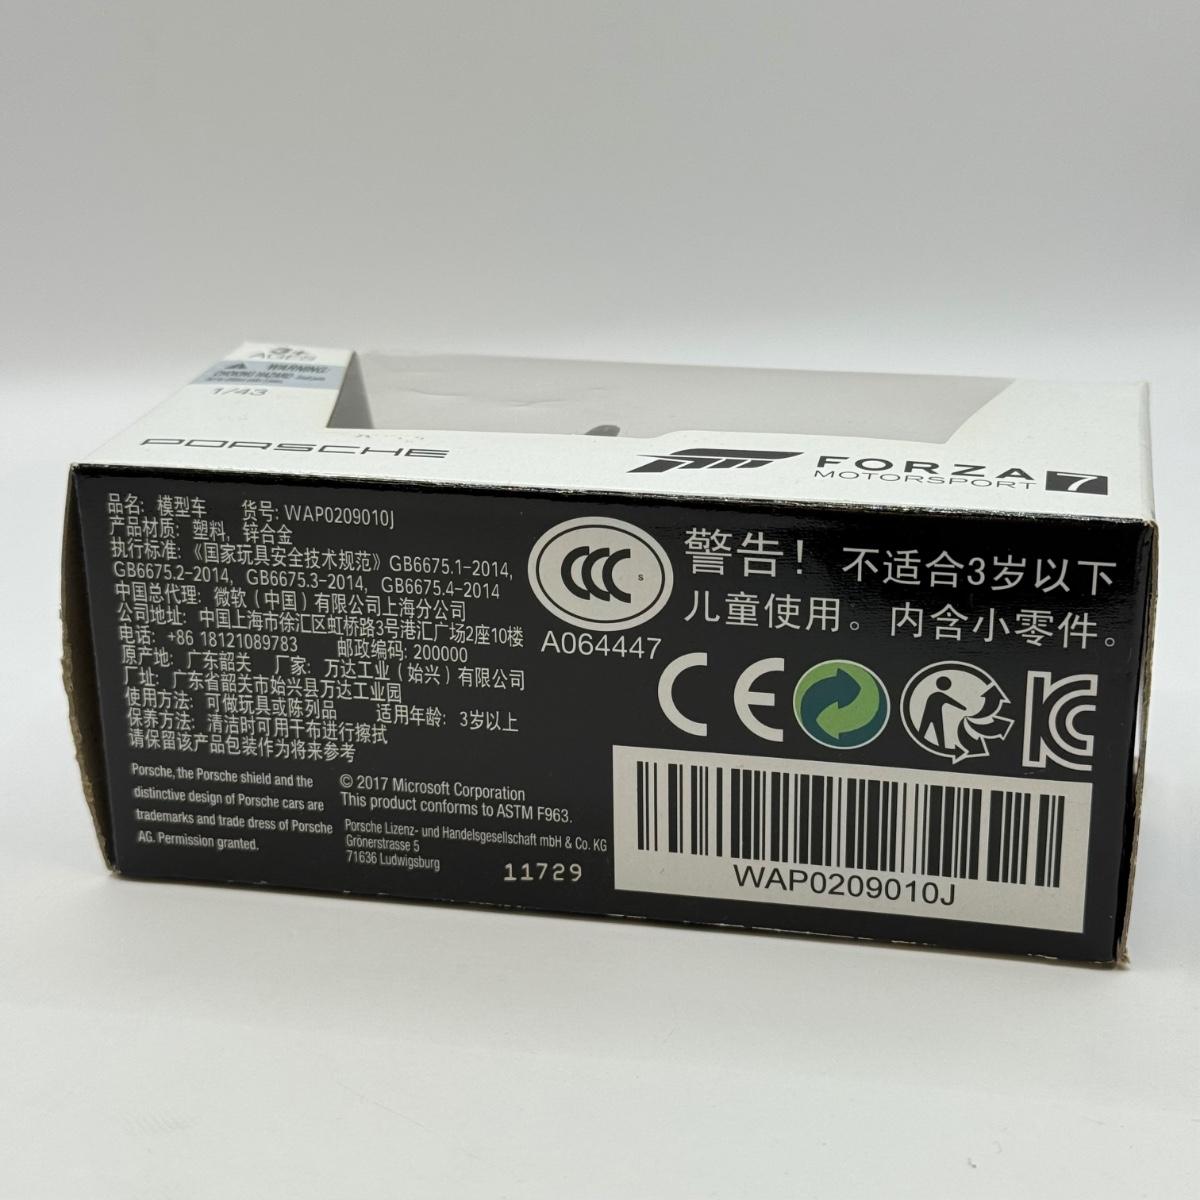 3+
AGES
WARNING:
CHOKING HAZARD - Small parts.
1/43
PORSCHE
FORZA
MOTORSPORT 7
品名: 模型车 货号: WAP0209010J
产品材质: 塑料, 锌合金
执行标准: 《国家玩具安全技术规范》 GB6675.1-2014,
GB6675.2-2014, GB6675.3-2014, GB6675.4-2014
中国总代理: 微软（中国）有限公司上海分公司
公司地址: 中国上海市徐汇区虹桥路3号港汇广场2座10楼
电话: +86 18121089783 邮政编码: 200000
原产地: 广东韶关 厂家: 万达工业（始兴）有限公司
厂址: 广东省韶关市始兴县万达工业园
使用方法: 可做玩具或陈列品 适用年龄: 3岁以上
保养方法: 清洁时可用干布进行擦拭
请保留该产品包装作为将来参考
CCC S
A064447
警告! 不适合3岁以下
儿童使用。内含小零件。
CE
KC
Porsche, the Porsche shield and the
distinctive design of Porsche cars are
trademarks and trade dress of Porsche
AG. Permission granted.
© 2017 Microsoft Corporation
This product conforms to ASTM F963.
Porsche Lizenz- und Handelsgesellschaft mbH & Co. KG
Grönerstrasse 5
71636 Ludwigsburg
11729
WAP0209010J